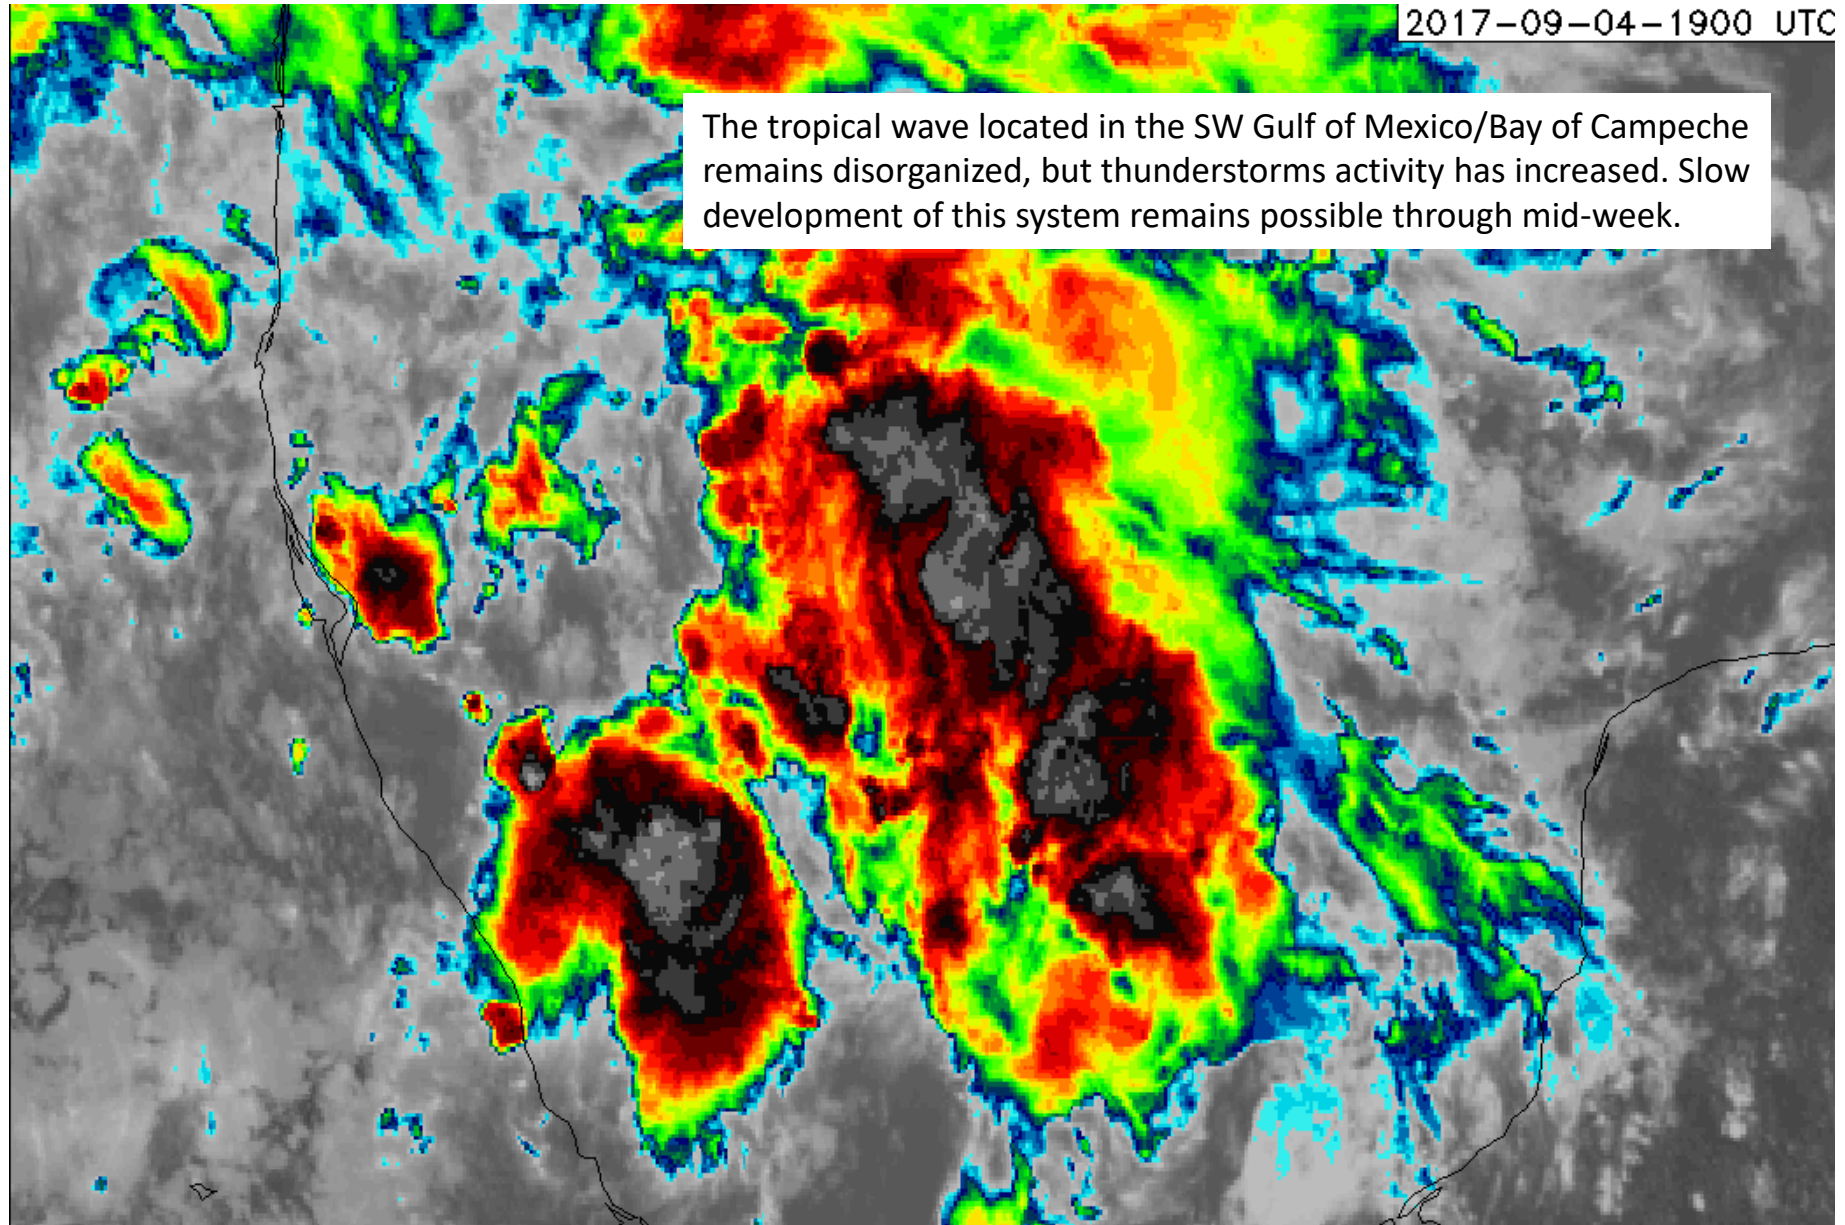 2017-09-04-1900 UTC
The tropical wave located in the SW Gulf of Mexico/Bay of Campeche
remains disorganized, but thunderstorms activity has increased. Slow
development of this system remains possible through mid-week.